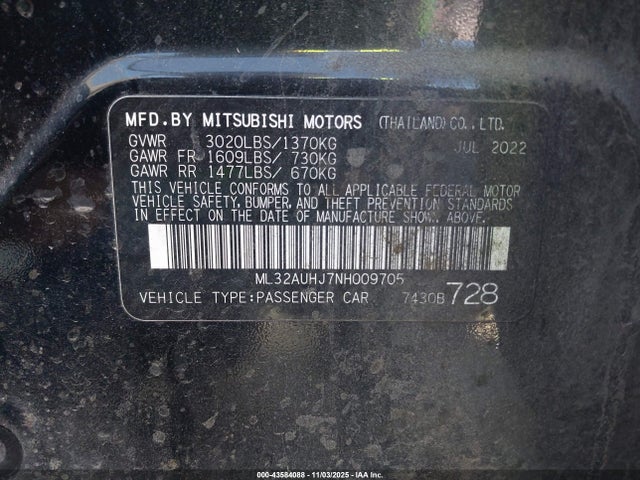 MFD.BY MITSUBISHI MOTORS (THAILAND) CO.,LTD.
GVWR 3020LBS/1370KG JUL 2022
GAWR FR 1609LBS/ 730KG
GAWR RR 1477LBS/ 670KG
THIS VEHICLE CONFORMS TO ALL APPLICABLE FEDERAL MOTOR
VEHICLE SAFETY, BUMPER, AND THEFT PREVENTION STANDARDS
IN EFFECT ON THE DATE OF MANUFACTURE SHOWN ABOVE.
ML32AUHJ7NH009705
VEHICLE TYPE:PASSENGER CAR 7430B 728
000-43584088 - 11/03/2025 - IAA Inc.